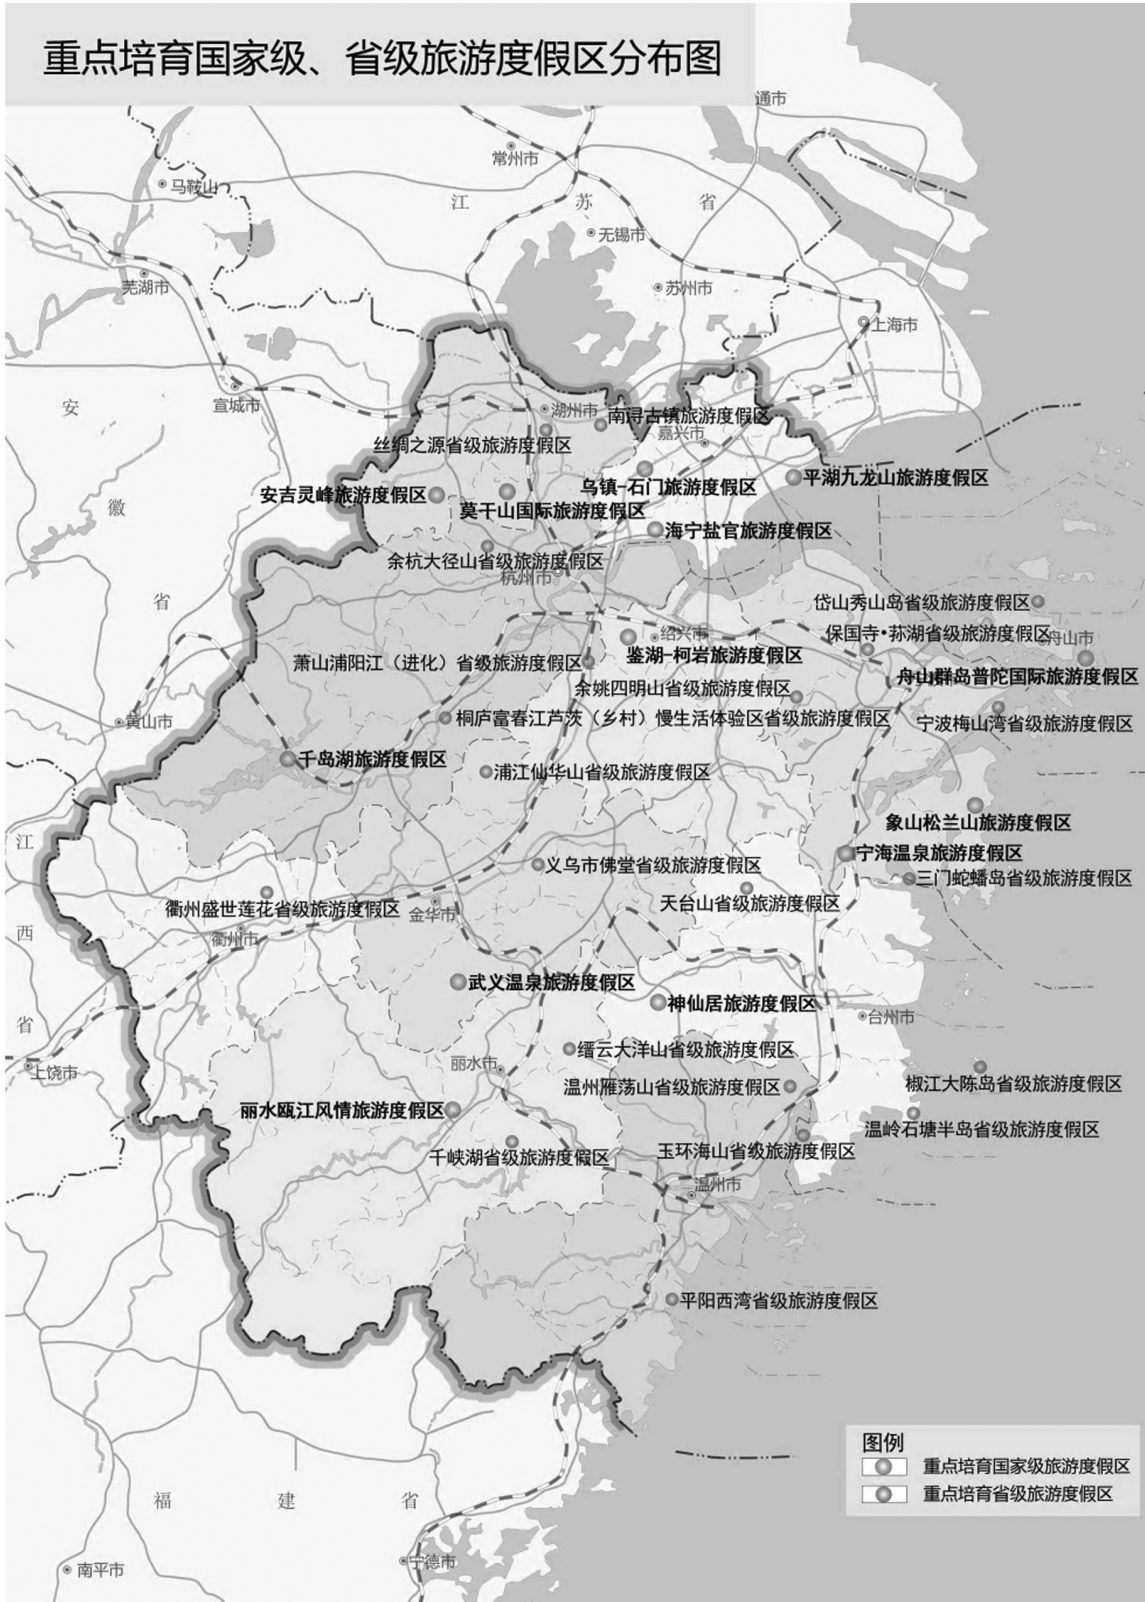 重点培育国家级、省级旅游度假区分布图
通市
常州市
马鞍山
江
苏
省
无锡市
芜湖市
苏州市
上海市
宣城市
安
湖州市
南浔古镇旅游度假区
嘉兴市
丝绸之源省级旅游度假区
平湖九龙山旅游度假区
乌镇-石门旅游度假区
安吉灵峰旅游度假区
莫干山国际旅游度假区
徽
海宁盐官旅游度假区
余杭大径山省级旅游度假区
杭州市
省
岱山秀山岛省级旅游度假区
绍兴市
保国寺·荪湖省级旅游度假区
舟山市
鉴湖-柯岩旅游度假区
萧山浦阳江（进化）省级旅游度假区
舟山群岛普陀国际旅游度假区
余姚四明山省级旅游度假区
黄山市
桐庐富春江芦茨（乡村）慢生活体验区省级旅游度假区
宁波梅山湾省级旅游度假区
千岛湖旅游度假区
浦江仙华山省级旅游度假区
象山松兰山旅游度假区
江
宁海温泉旅游度假区
义乌市佛堂省级旅游度假区
三门蛇蟠岛省级旅游度假区
天台山省级旅游度假区
衢州盛世莲花省级旅游度假区
金华市
西
衢州市
武义温泉旅游度假区
神仙居旅游度假区
台州市
省
缙云大洋山省级旅游度假区
丽水市
上饶市
温州雁荡山省级旅游度假区
椒江大陈岛省级旅游度假区
丽水瓯江风情旅游度假区
温岭石塘半岛省级旅游度假区
玉环海山省级旅游度假区
千峡湖省级旅游度假区
温州市
平阳西湾省级旅游度假区
图例
重点培育国家级旅游度假区
重点培育省级旅游度假区
福
建
省
宁德市
南平市